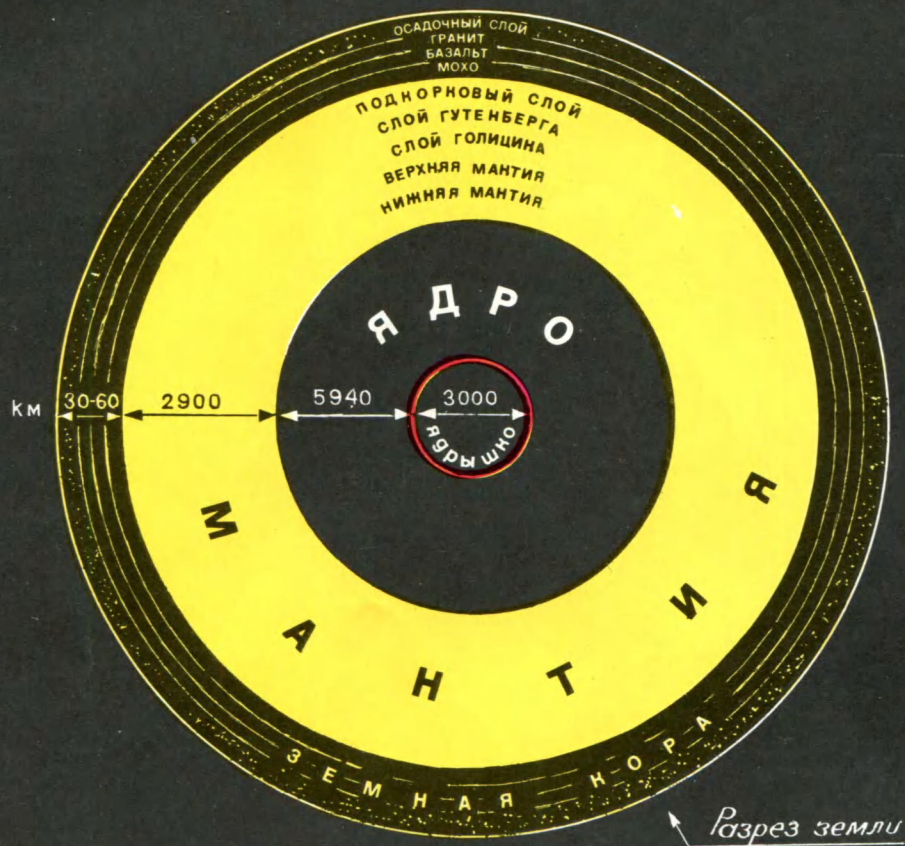 ОСАДОЧНЫЙ СЛОЙ
ГРАНИТ
БАЗАЛЬТ
МОХО
ПОДКОРКОВЫЙ СЛОЙ
СЛОЙ ГУТЕНБЕРГА
СЛОЙ ГОЛИЦИНА
ВЕРХНЯЯ МАНТИЯ
НИЖНЯЯ МАНТИЯ
ЯДРО
км 30-60 2900 5940 3000
ядрышко
МАНТИЯ
ЗЕМНАЯ КОРА
Разрез земли